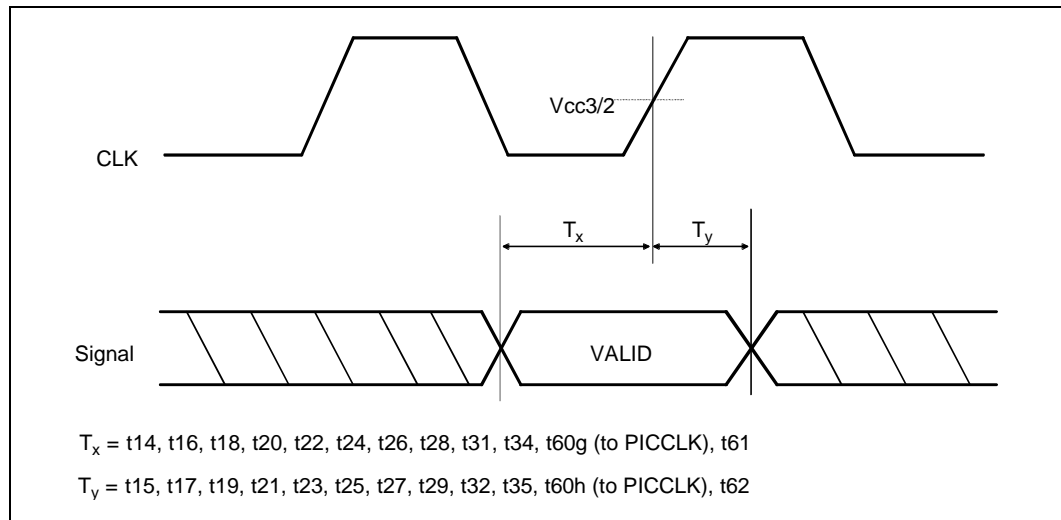 Vcc3/2
CLK
Tx
Ty
Signal
VALID
Tx = t14, t16, t18, t20, t22, t24, t26, t28, t31, t34, t60g (to PICCLK), t61
Ty = t15, t17, t19, t21, t23, t25, t27, t29, t32, t35, t60h (to PICCLK), t62